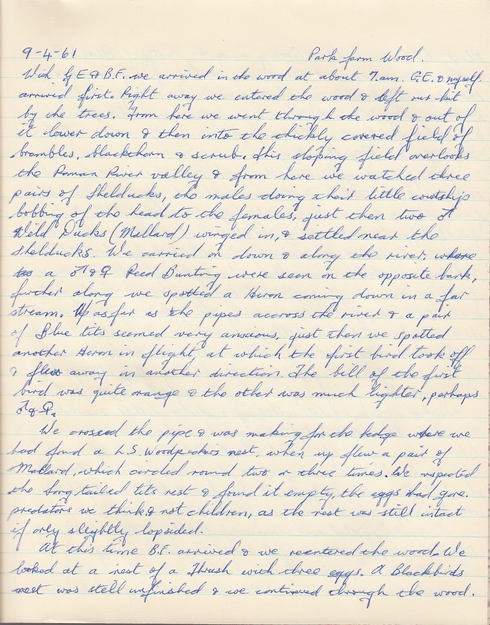 9-4-61 Park farm Wood.
With G.E. & B.F. we arrived in the wood at about 7am. G.E. & myself
arrived first. Right away we entered the wood & left our kit
by the trees. From here we went through the wood & out of
it lower down & then into the thickly covered field of
brambles, blackthorn & scrub. This sloping field overlooks
the Roman River valley & from here we watched three
pairs of Shelducks, the males doing their little courtship
bobbing of the head to the females, just then two ♂
Wild Ducks (Mallard) winged in, & settled near the
Shelducks. We carried on down & along the river, where
a ♂ & ♀ Reed Bunting were seen on the opposite bank,
further along we spotted a Heron coming down in a far
stream. Up as far as the pipes accross the river & a pair
of Blue tits seemed very anxious, just then we spotted
another Heron in flight, at which the first bird took off
& flew away in another direction. The bill of the first
bird was quite orange & the other was much lighter, perhaps
♂ & ♀.
We crossed the pipe & was making for the hedge where we
had found a L.S. Woodpeckers nest, when up flew a pair of
Mallard, which circled round two or three times. We inspected
the long tailed tits nest & found it empty, the eggs had gone.
predators we think & not children, as the nest was still intact
if only slightly lopsided.
At this time B.F. arrived & we reentered the wood. We
looked at a nest of a Thrush with three eggs. A Blackbirds
nest was still unfinished & we continued through the wood.